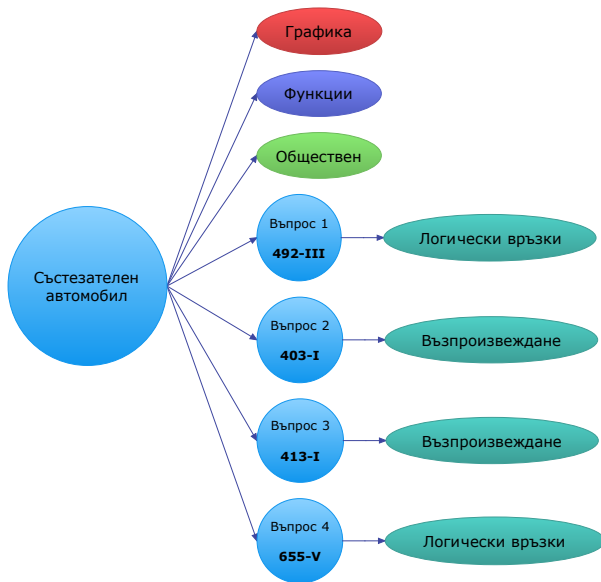 Графика
Функции
Обществен
Състезателен
автомобил
Въпрос 1
492-III
Логически връзки
Въпрос 2
403-I
Възпроизвеждане
Въпрос 3
413-I
Възпроизвеждане
Въпрос 4
655-V
Логически връзки